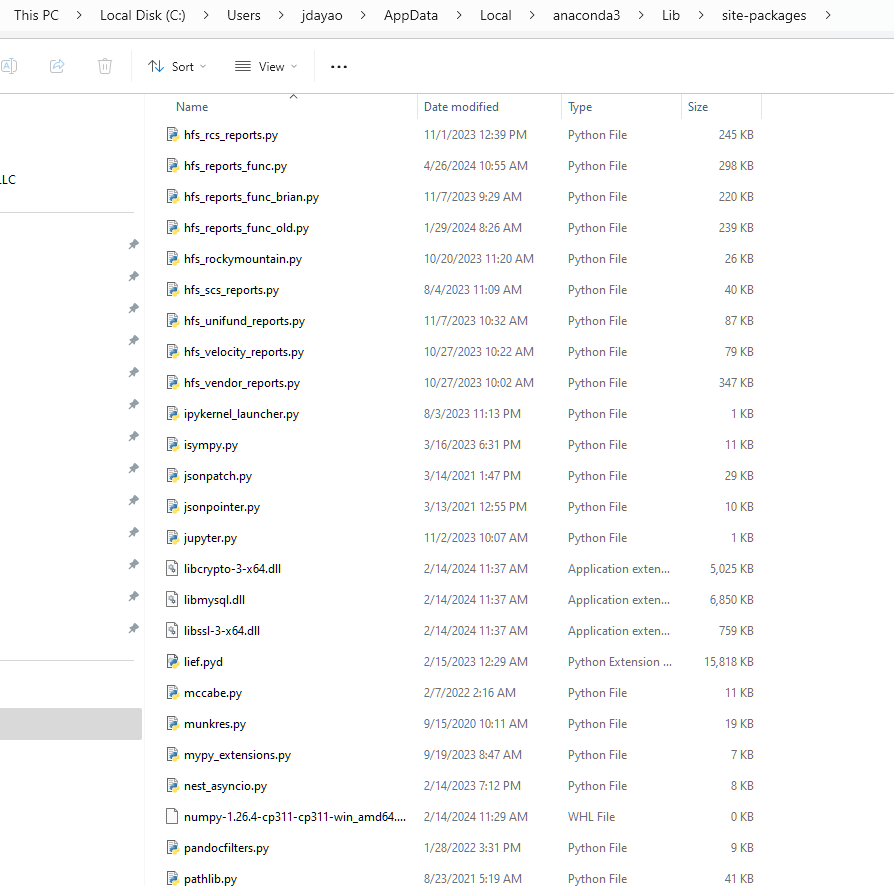 This PC > Local Disk (C:) > Users > jdayao > AppData > Local > anaconda3 > Lib > site-packages >
Sort View ...
Name Date modified Type Size
hfs_rcs_reports.py 11/1/2023 12:39 PM Python File 245 KB
hfs_reports_func.py 4/26/2024 10:55 AM Python File 298 KB
LLC
hfs_reports_func_brian.py 11/7/2023 9:29 AM Python File 220 KB
hfs_reports_func_old.py 1/29/2024 8:26 AM Python File 239 KB
hfs_rockymountain.py 10/20/2023 11:20 AM Python File 26 KB
hfs_scs_reports.py 8/4/2023 11:09 AM Python File 40 KB
hfs_unifund_reports.py 11/7/2023 10:32 AM Python File 87 KB
hfs_velocity_reports.py 10/27/2023 10:22 AM Python File 79 KB
hfs_vendor_reports.py 10/27/2023 10:02 AM Python File 347 KB
ipykernel_launcher.py 8/3/2023 11:13 PM Python File 1 KB
isympy.py 3/16/2023 6:31 PM Python File 11 KB
jsonpatch.py 3/14/2021 1:47 PM Python File 29 KB
jsonpointer.py 3/13/2021 12:55 PM Python File 10 KB
jupyter.py 11/2/2023 10:07 AM Python File 1 KB
libcrypto-3-x64.dll 2/14/2024 11:37 AM Application exten... 5,025 KB
libmysql.dll 2/14/2024 11:37 AM Application exten... 6,850 KB
libssl-3-x64.dll 2/14/2024 11:37 AM Application exten... 759 KB
lief.pyd 2/15/2023 12:29 AM Python Extension ... 15,818 KB
mccabe.py 2/7/2022 2:16 AM Python File 11 KB
munkres.py 9/15/2020 10:11 AM Python File 19 KB
mypy_extensions.py 9/19/2023 8:47 AM Python File 7 KB
nest_asyncio.py 2/14/2023 7:12 PM Python File 8 KB
numpy-1.26.4-cp311-cp311-win_amd64.... 2/14/2024 11:29 AM WHL File 0 KB
pandocfilters.py 1/28/2022 3:31 PM Python File 9 KB
pathlib.py 8/23/2021 5:19 AM Python File 41 KB